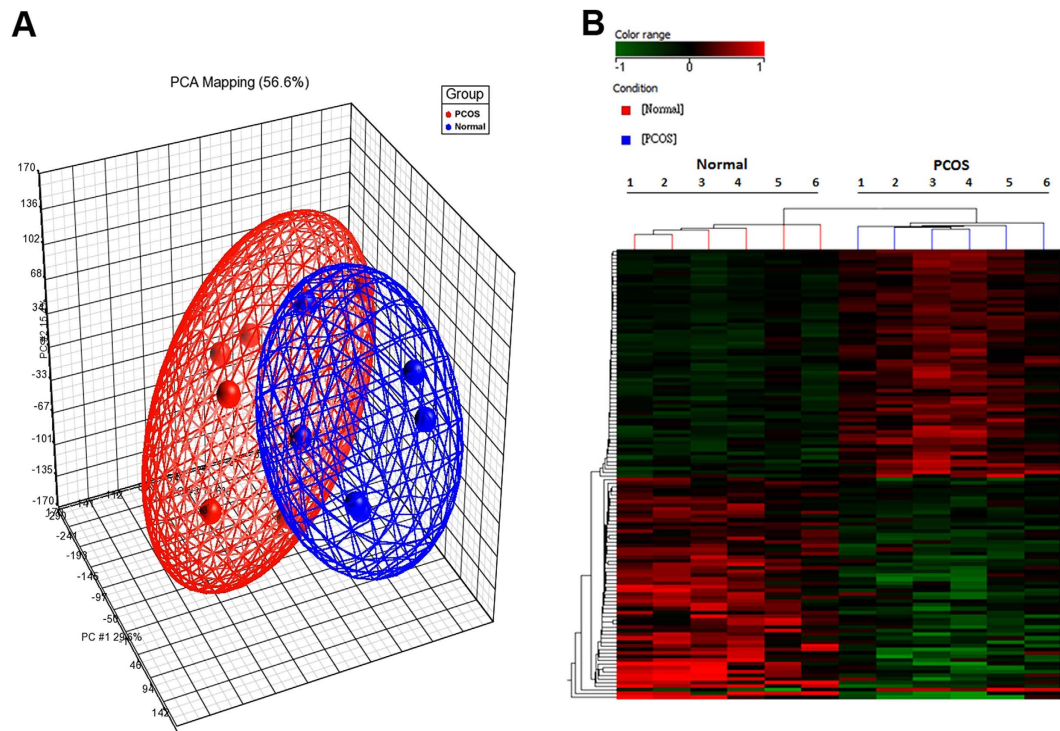 A
PCA Mapping (56.6%)
Group
PCOS
Normal
170
136
102
68
34
-33
-67
-101
-135
-170
-241
-193
-145
-97
-50
PC #1 29.6%
46
94
142
B
Color range
-1 0 1
Condition
[Normal]
[PCOS]
Normal PCOS
1 2 3 4 5 6 1 2 3 4 5 6